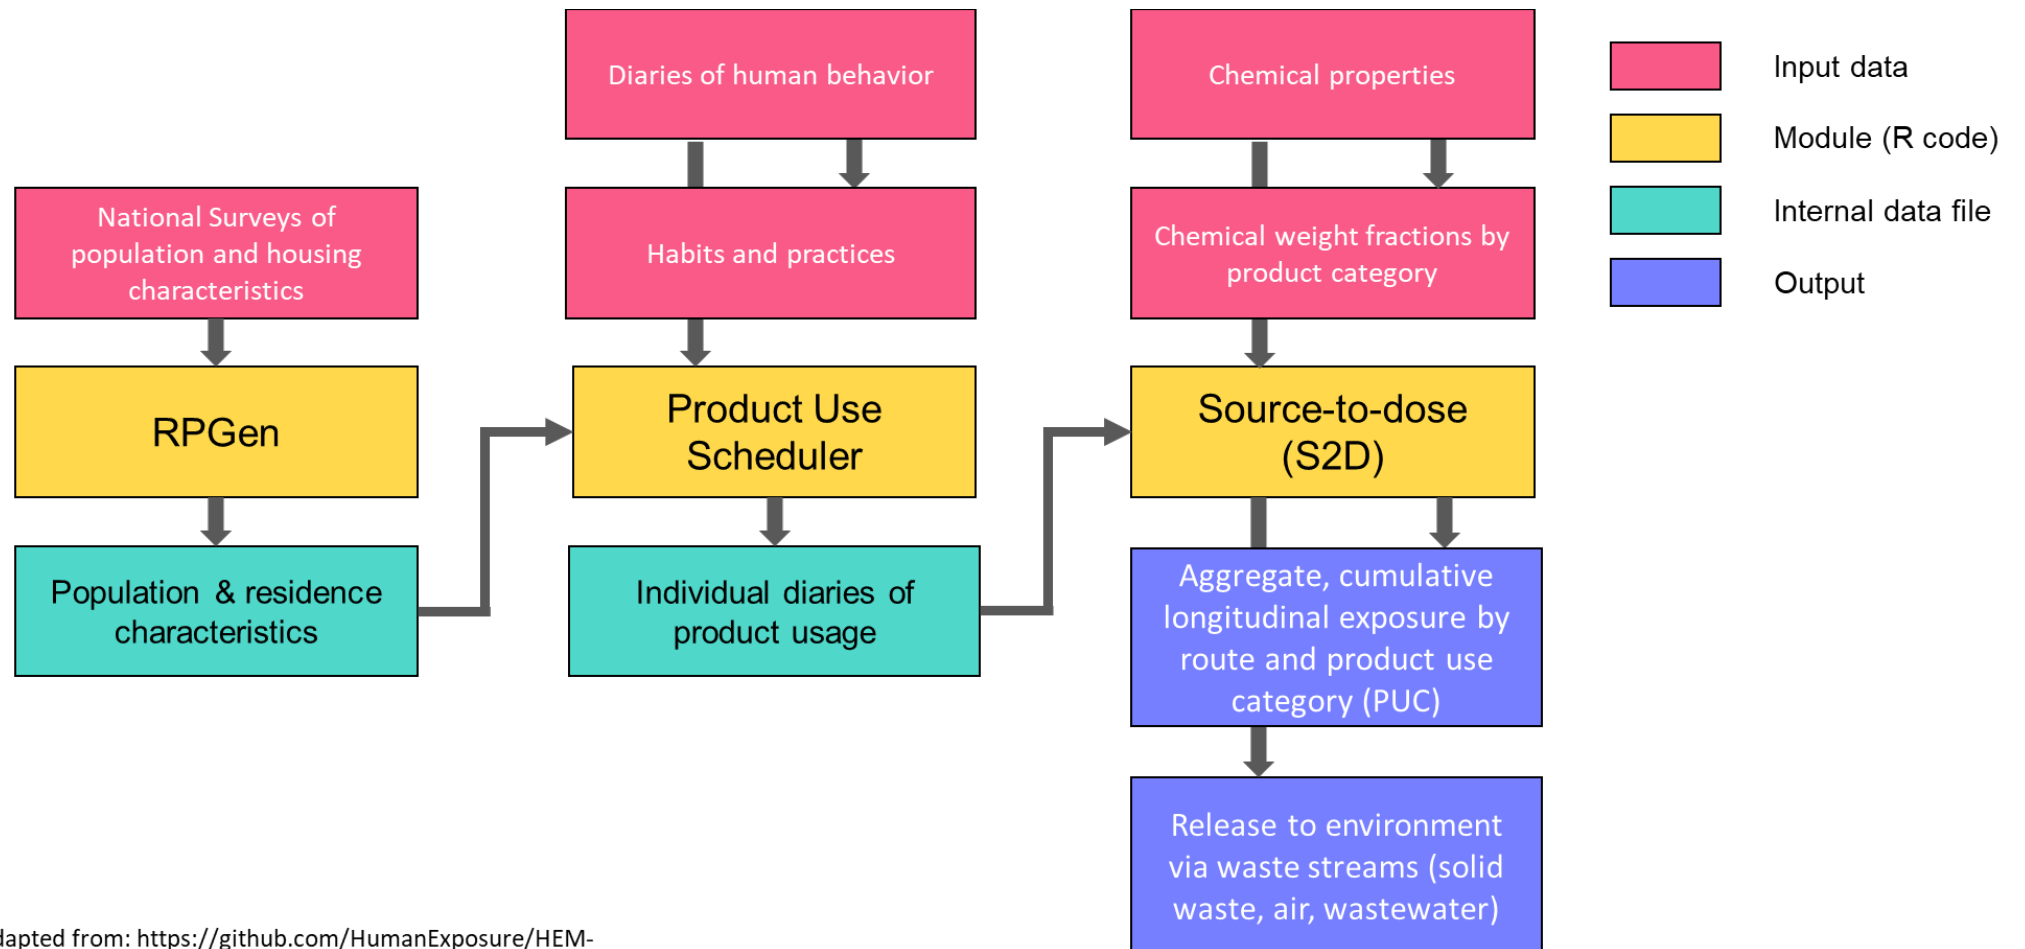 Diaries of human behavior
Chemical properties
Input data
Module (R code)
Internal data file
Output
National Surveys of
population and housing
characteristics
Habits and practices
Chemical weight fractions by
product category
RPGen
Product Use
Scheduler
Source-to-dose
(S2D)
Population & residence
characteristics
Individual diaries of
product usage
Aggregate, cumulative
longitudinal exposure by
route and product use
category (PUC)
Release to environment
via waste streams (solid
waste, air, wastewater)
dapted from: https://github.com/HumanExposure/HEM-